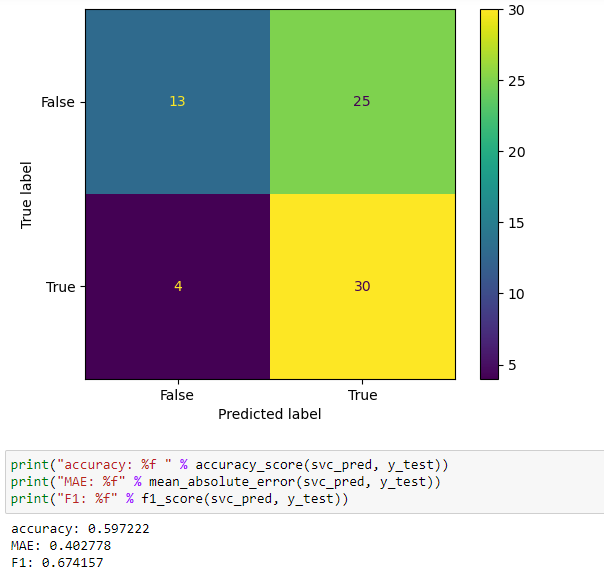 30
False
13
25
25
20
True label
15
True
4
30
10
5
False
True
Predicted label
print("accuracy: %f " % accuracy_score(svc_pred, y_test))
print("MAE: %f" % mean_absolute_error(svc_pred, y_test))
print("F1: %f" % f1_score(svc_pred, y_test))
accuracy: 0.597222
MAE: 0.402778
F1: 0.674157